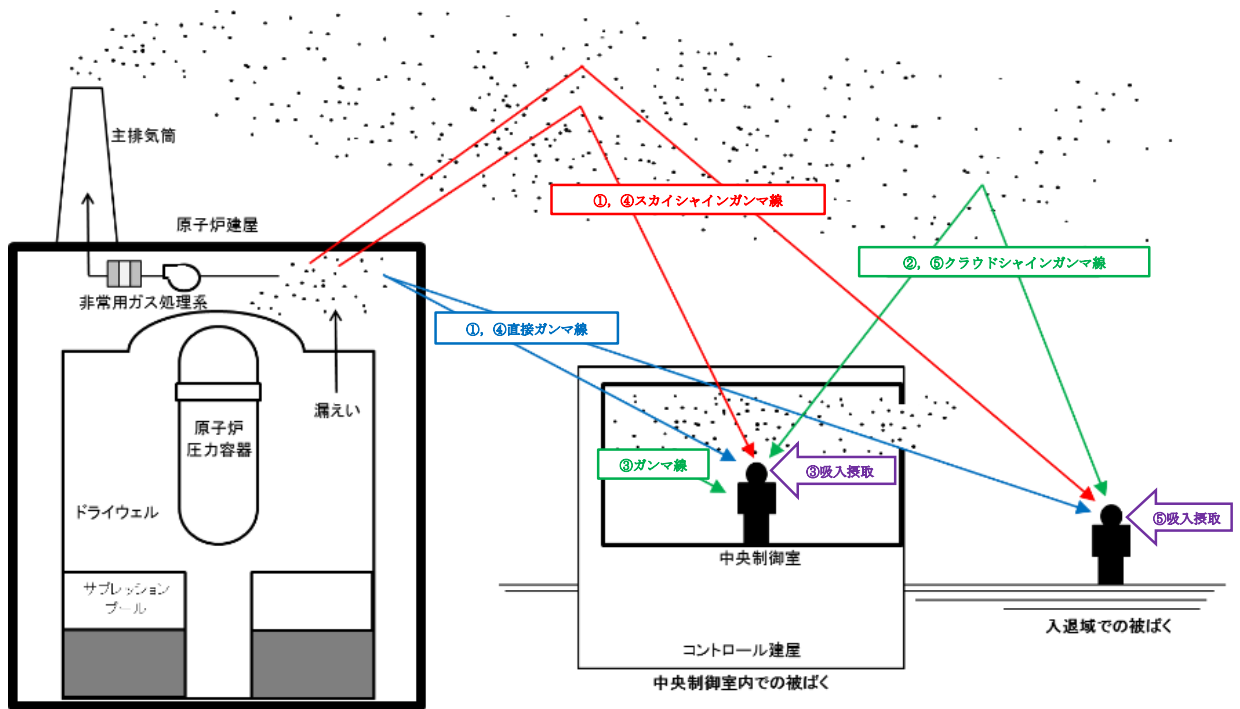 主排気筒
原子炉建屋
非常用ガス処理系
漏えい
原子炉
圧力容器
ドライウェル
サプレッション
プール
①，④スカイシャインガンマ線
②，⑤クラウドシャインガンマ線
①，④直接ガンマ線
③ガンマ線
③吸入摂取
⑤吸入摂取
中央制御室
コントロール建屋
中央制御室内での被ばく
入退域での被ばく